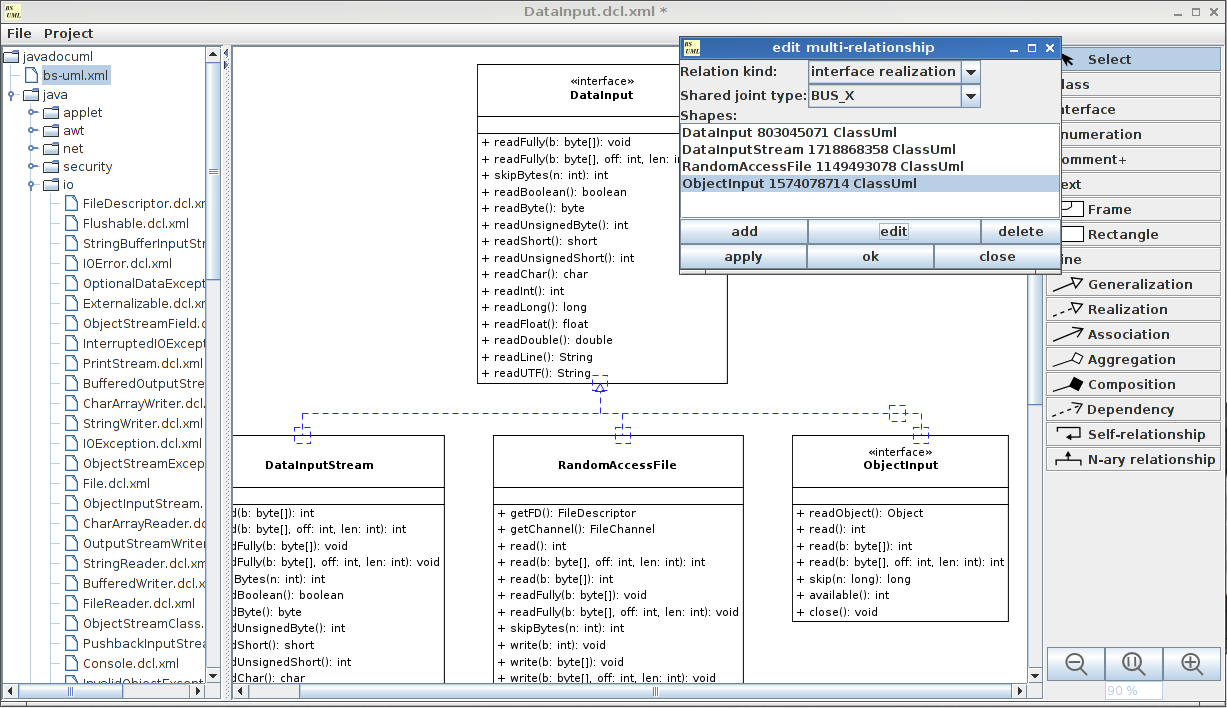 BS
UML
DataInput.dcl.xml *
File Project
javadocuml
bs-uml.xml
java
applet
awt
net
security
io
FileDescriptor.dcl.xr
Flushable.dcl.xml
StringBufferInputStr
IOError.dcl.xml
OptionalDataExcept
Externalizable.dcl.xr
ObjectStreamField.d
InterruptedIOExcept
PrintStream.dcl.xml
BufferedOutputStre
CharArrayWriter.dcl.
StringWriter.dcl.xml
IOException.dcl.xml
ObjectStreamExcep
File.dcl.xml
ObjectInputStream.
CharArrayReader.dc
OutputStreamWrite
StringReader.dcl.xm
BufferedWriter.dcl.x
FileReader.dcl.xml
ObjectStreamClass.
PushbackInputStrea
Console.dcl.xml
InvalidObjectExcept
«interface»
DataInput
+ readFully(b: byte[]): void
+ readFully(b: byte[], off: int, len: i
+ skipBytes(n: int): int
+ readBoolean(): boolean
+ readByte(): byte
+ readUnsignedByte(): int
+ readShort(): short
+ readUnsignedShort(): int
+ readChar(): char
+ readInt(): int
+ readLong(): long
+ readFloat(): float
+ readDouble(): double
+ readLine(): String
+ readUTF(): String
DataInputStream
d(b: byte[]): int
d(b: byte[], off: int, len: int): int
dFully(b: byte[]): void
dFully(b: byte[], off: int, len: int): void
Bytes(n: int): int
dBoolean(): boolean
dByte(): byte
dUnsignedByte(): int
dShort(): short
dUnsignedShort(): int
dChar(): char
RandomAccessFile
+ getFD(): FileDescriptor
+ getChannel(): FileChannel
+ read(): int
+ read(b: byte[], off: int, len: int): int
+ read(b: byte[]): int
+ readFully(b: byte[]): void
+ readFully(b: byte[], off: int, len: int): void
+ skipBytes(n: int): int
+ write(b: int): void
+ write(b: byte[]): void
+ write(b: byte[], off: int, len: int): void
«interface»
ObjectInput
+ readObject(): Object
+ read(): int
+ read(b: byte[]): int
+ read(b: byte[], off: int, len: int): int
+ skip(n: long): long
+ available(): int
+ close(): void
BS
UML
edit multi-relationship
Relation kind: interface realization
Shared joint type: BUS_X
Shapes:
DataInput 803045071 ClassUml
DataInputStream 1718868358 ClassUml
RandomAccessFile 1149493078 ClassUml
ObjectInput 1574078714 ClassUml
add edit delete
apply ok close
Select
lass
nterface
numeration
omment+
ext
Frame
Rectangle
ine
Generalization
Realization
Association
Aggregation
Composition
Dependency
Self-relationship
N-ary relationship
90 %